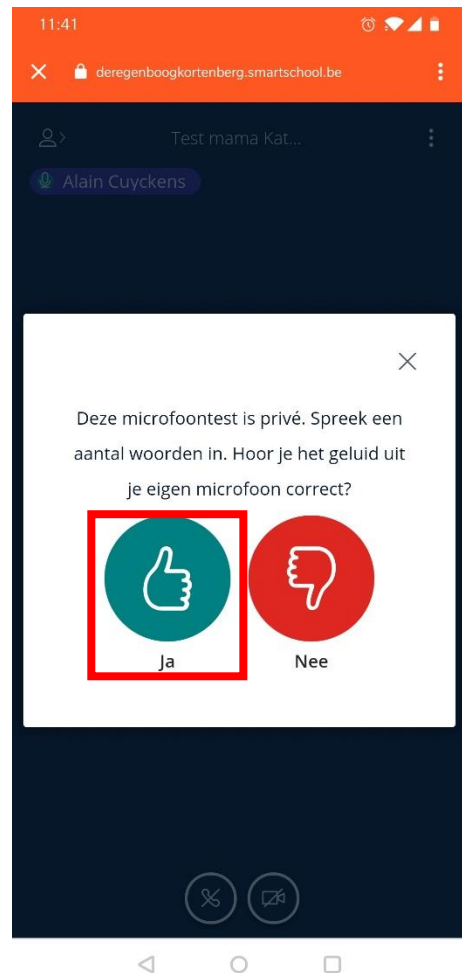 11:41
deregenboogkortenberg.smartschool.be
Test mama Kat...
Alain Cuyckens
Deze microfoontest is privé. Spreek een
aantal woorden in. Hoor je het geluid uit
je eigen microfoon correct?
Ja Nee